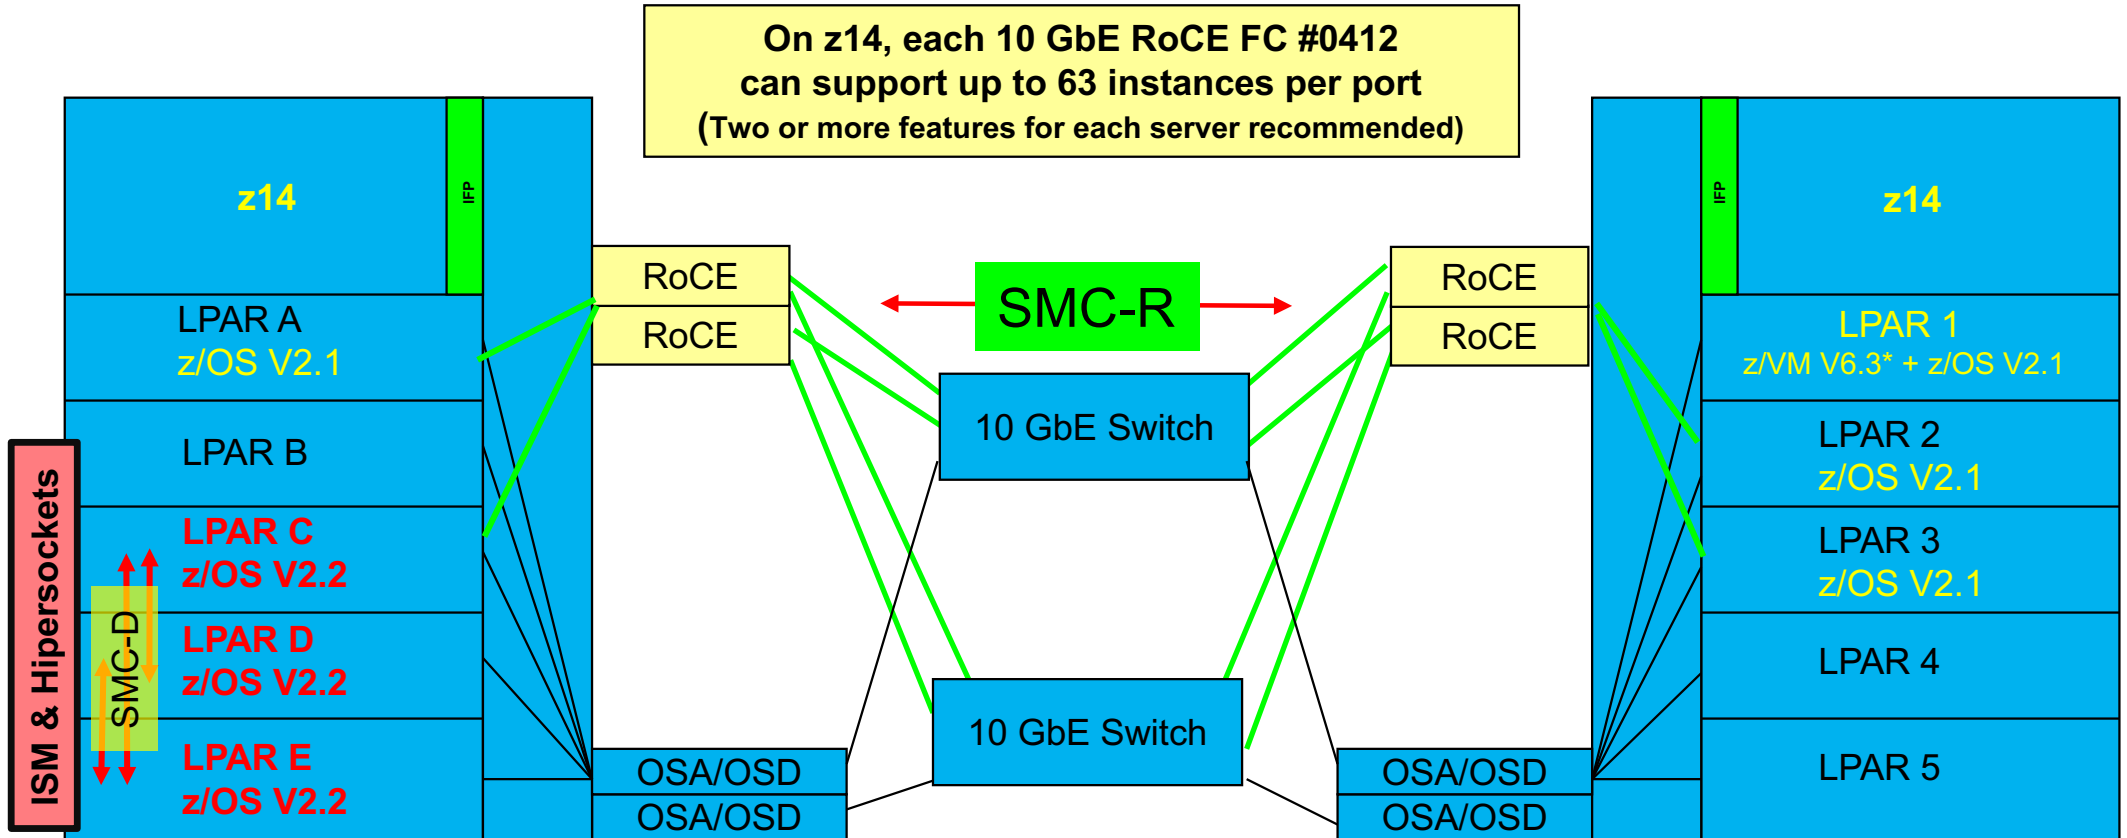 On z14, each 10 GbE RoCE FC #0412
can support up to 63 instances per port
(Two or more features for each server recommended)
z14
IFP
LPAR A
z/OS V2.1
LPAR B
LPAR C
z/OS V2.2
LPAR D
z/OS V2.2
LPAR E
z/OS V2.2
ISM & Hipersockets
SMC-D
RoCE
RoCE
SMC-R
10 GbE Switch
10 GbE Switch
OSA/OSD
OSA/OSD
RoCE
RoCE
OSA/OSD
OSA/OSD
IFP
z14
LPAR 1
z/VM V6.3* + z/OS V2.1
LPAR 2
z/OS V2.1
LPAR 3
z/OS V2.1
LPAR 4
LPAR 5